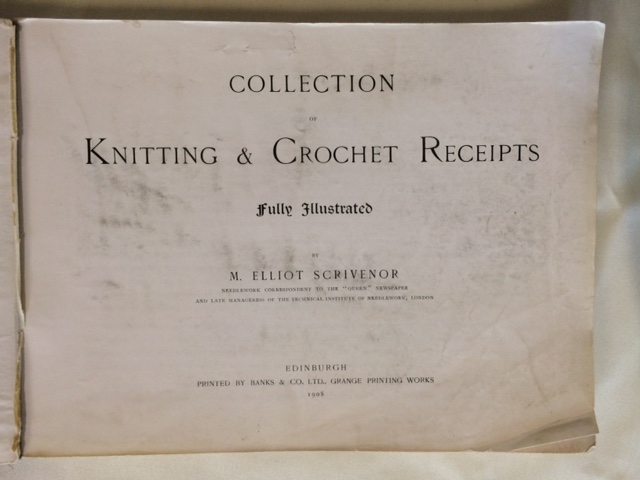 COLLECTION
OF
KNITTING & CROCHET RECEIPTS
Fully Illustrated
BY
M. ELLIOT SCRIVENOR
NEEDLEWORK CORRESPONDENT TO THE "QUEEN" NEWSPAPER
AND LATE MANAGERESS OF THE TECHNICAL INSTITUTE OF NEEDLEWORK, LONDON
EDINBURGH
PRINTED BY BANKS & CO. LTD., GRANGE PRINTING WORKS
1908